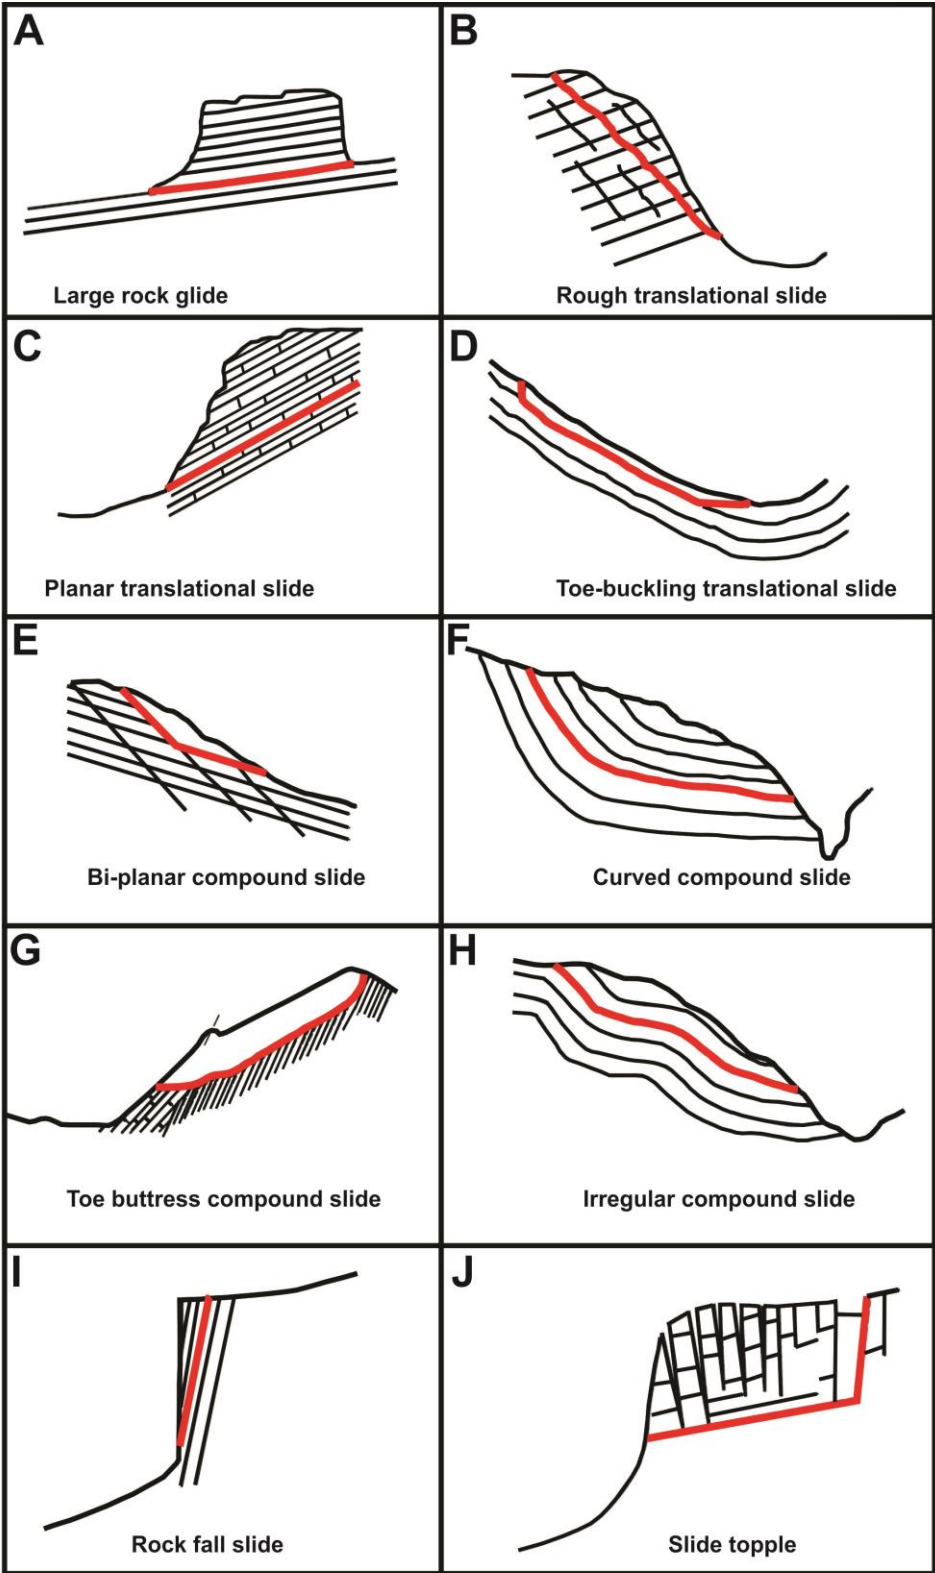 A
Large rock glide
B
Rough translational slide
C
Planar translational slide
D
Toe-buckling translational slide
E
Bi-planar compound slide
F
Curved compound slide
G
Toe buttress compound slide
H
Irregular compound slide
I
Rock fall slide
J
Slide topple